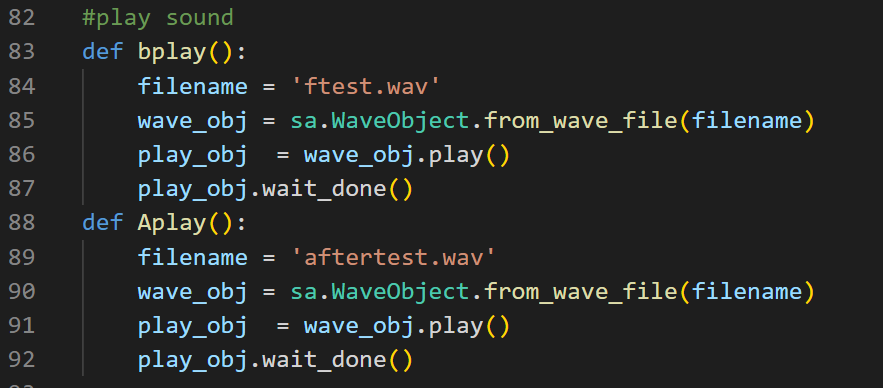 82 #play sound
83 def bplay():
84     filename = 'ftest.wav'
85     wave_obj = sa.WaveObject.from_wave_file(filename)
86     play_obj  = wave_obj.play()
87     play_obj.wait_done()
88 def Aplay():
89     filename = 'aftertest.wav'
90     wave_obj = sa.WaveObject.from_wave_file(filename)
91     play_obj  = wave_obj.play()
92     play_obj.wait_done()